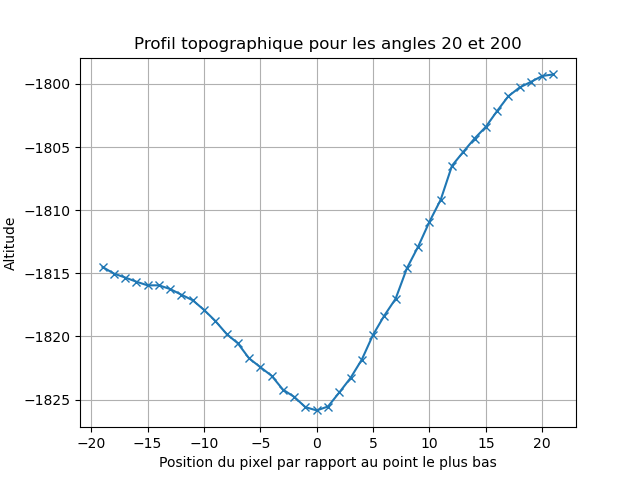 Profil topographique pour les angles 20 et 200
Altitude
−1800
−1805
−1810
−1815
−1820
−1825
−20 −15 −10 −5 0 5 10 15 20
Position du pixel par rapport au point le plus bas